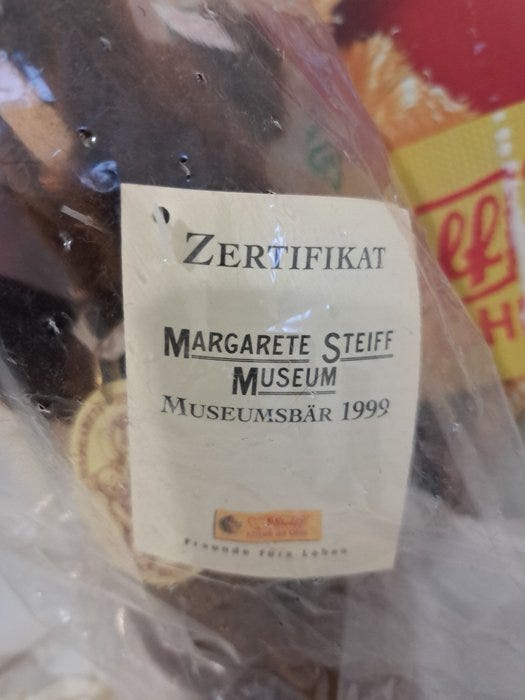 ZERTIFIKAT
MARGARETE STEIFF
MUSEUM
MUSEUMSBÄR 1999
Freunde fürs Leben